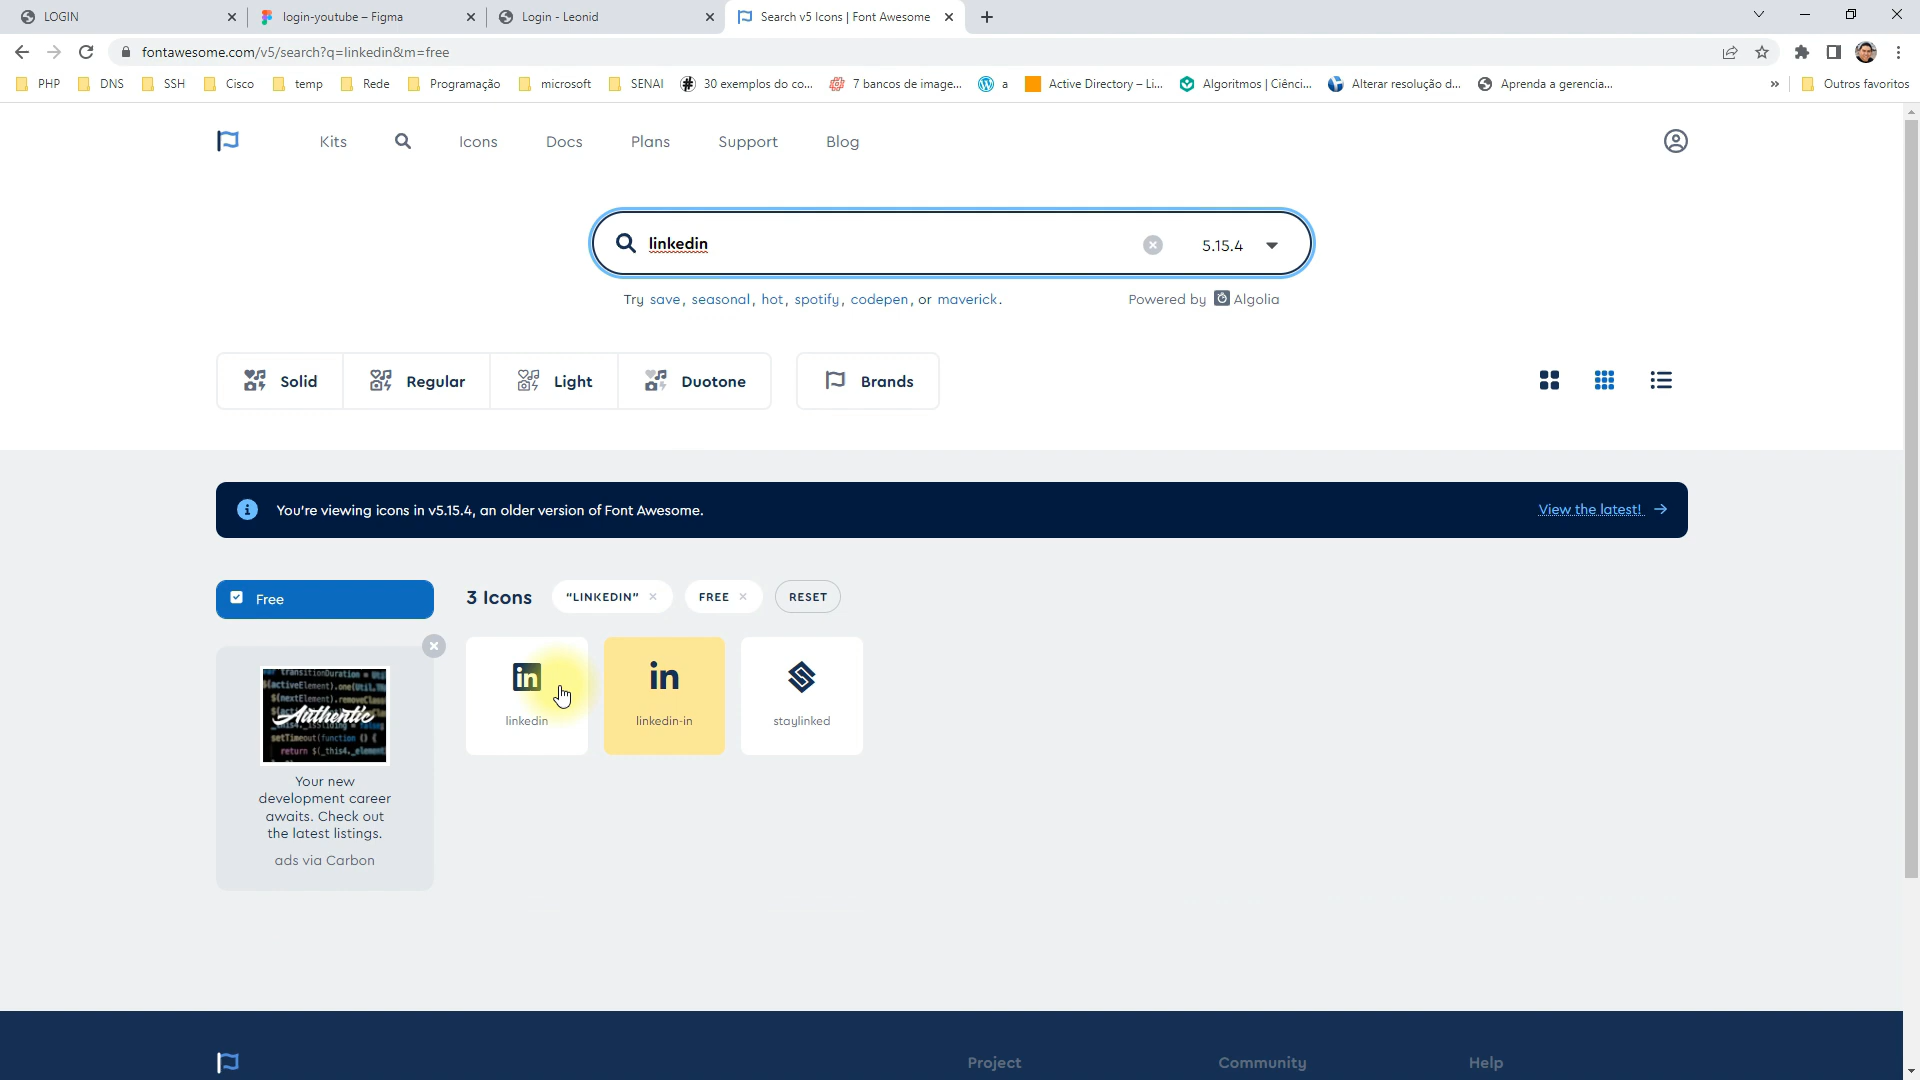 LOGIN
login-youtube – Figma
Login - Leonid
Search v5 Icons | Font Awesome
fontawesome.com/v5/search?q=linkedin&m=free
PHP
DNS
SSH
Cisco
temp
Rede
Programação
microsoft
SENAI
30 exemplos do co...
7 bancos de image...
a
Active Directory – Li...
Algoritmos | Ciênci...
Alterar resolução d...
Aprenda a gerencia...
»
Outros favoritos
Kits
Icons
Docs
Plans
Support
Blog
linkedin
5.15.4
Try save, seasonal, hot, spotify, codepen, or maverick.
Powered by Algolia
Solid
Regular
Light
Duotone
Brands
You're viewing icons in v5.15.4, an older version of Font Awesome.
View the latest! →
Free
3 Icons
"LINKEDIN" ×
FREE ×
RESET
in
linkedin
in
linkedin-in
staylinked
Authentic
Your new
development career
awaits. Check out
the latest listings.
ads via Carbon
Project
Community
Help